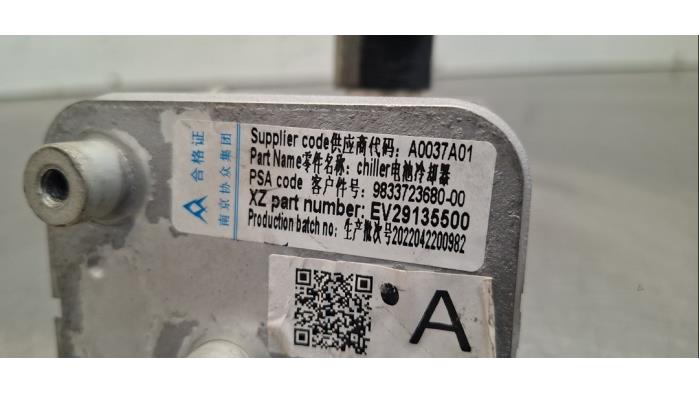 合格证
南京协众集团
Supplier code供应商代码: A0037A01
Part Name零件名称: chiller电池冷却器
PSA code 客户件号: 9833723680-00
XZ part number: EV29135500
Production batch no: 生产批次号2022042200982
A